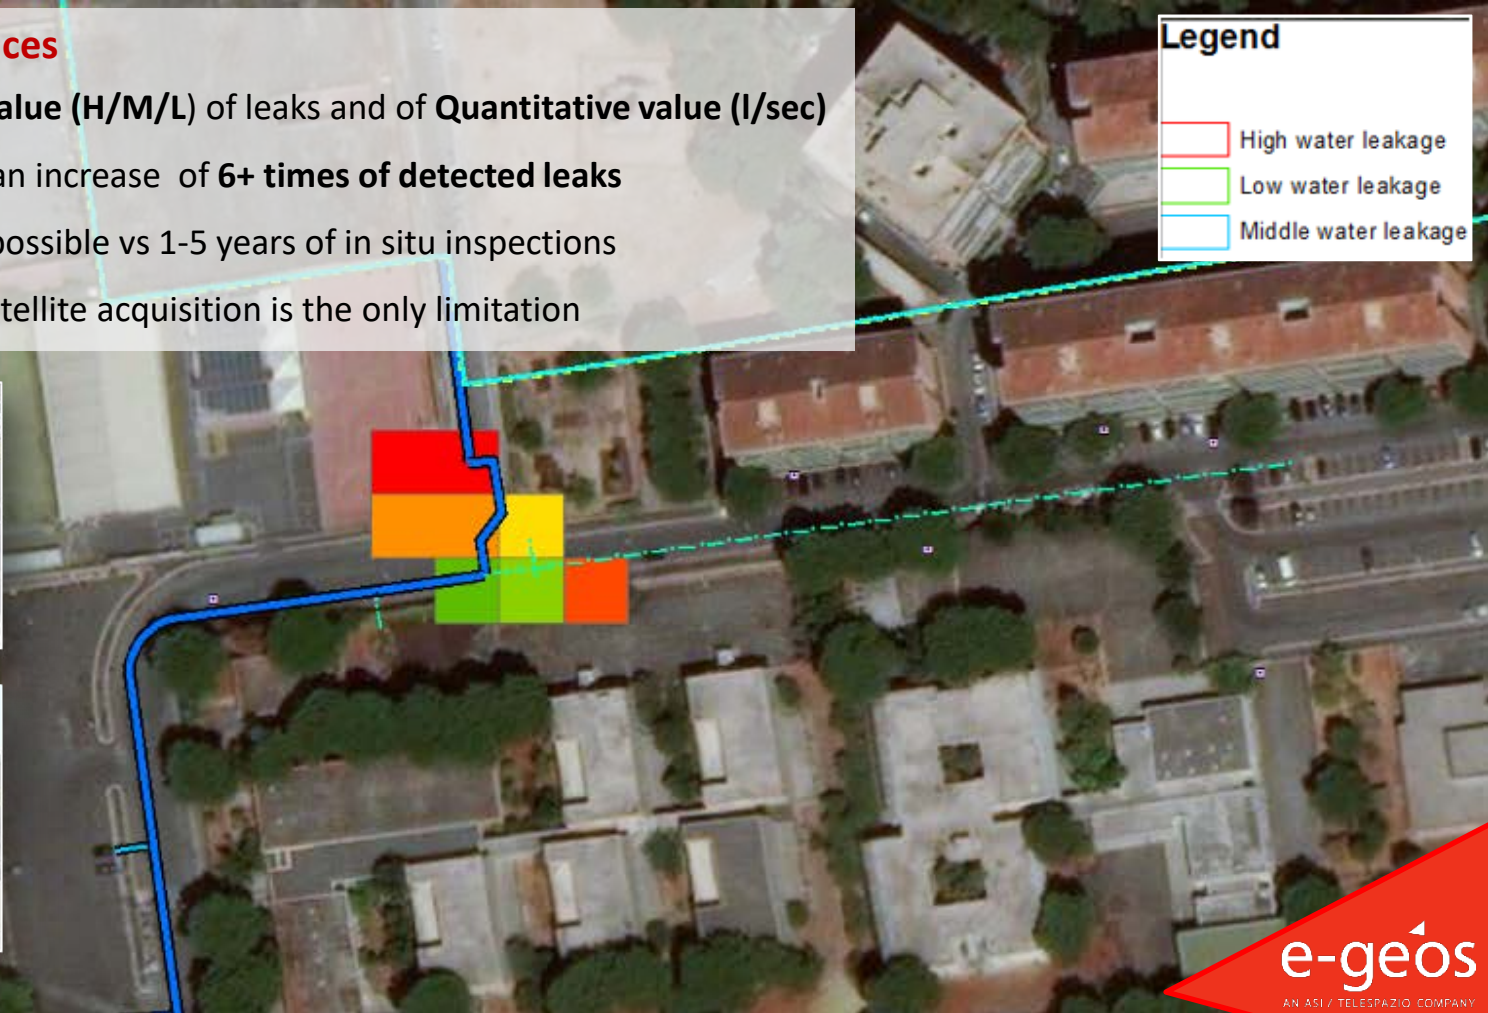 ces
alue (H/M/L) of leaks and of Quantitative value (l/sec)
an increase of 6+ times of detected leaks
possible vs 1-5 years of in situ inspections
tellite acquisition is the only limitation
Legend
High water leakage
Low water leakage
Middle water leakage
e-geos
AN ASI / TELESPAZIO COMPANY